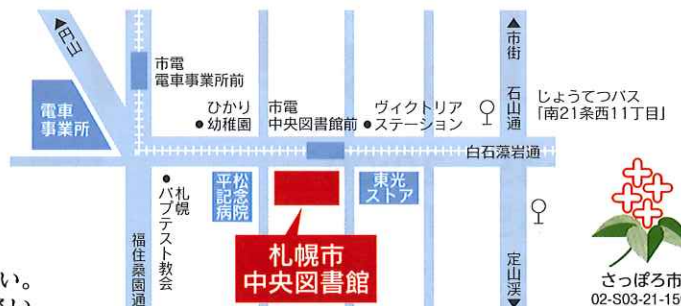 ▲円山
市電
電車事業所前
電車
事業所
ひかり
幼稚園
市電
中央図書館前
ヴィクトリア
ステーション
▲市街
石山通
じょうてつバス
「南21条西11丁目」
白石藻岩通
札幌
バプテスト教会
平松
記念
病院
東光
ストア
札幌市
中央図書館
福住桑園通
定山渓▼
さっぽろ市
02-S03-21-15
い。